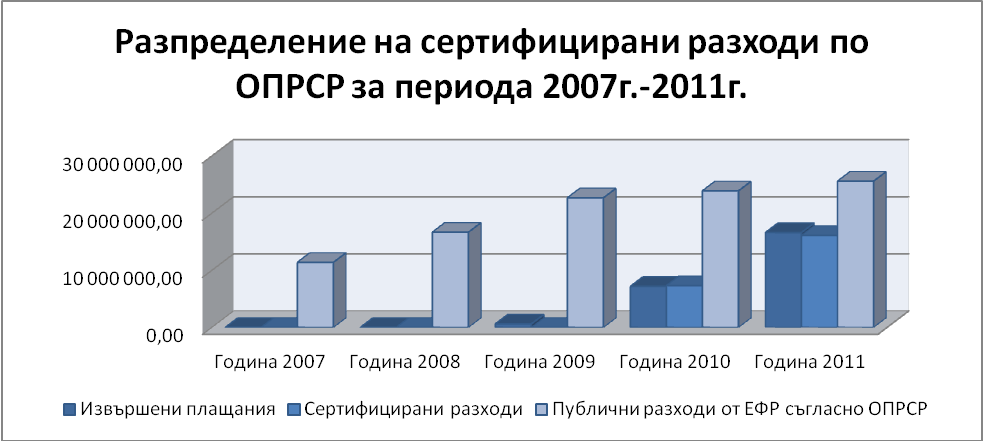 Разпределение на сертифицирани разходи по
ОПРСР за периода 2007г.-2011г.
30 000 000,00
20 000 000,00
10 000 000,00
0,00
Година 2007 Година 2008 Година 2009 Година 2010 Година 2011
Извършени плащания Сертифицирани разходи Публични разходи от ЕФР съгласно ОПРСР